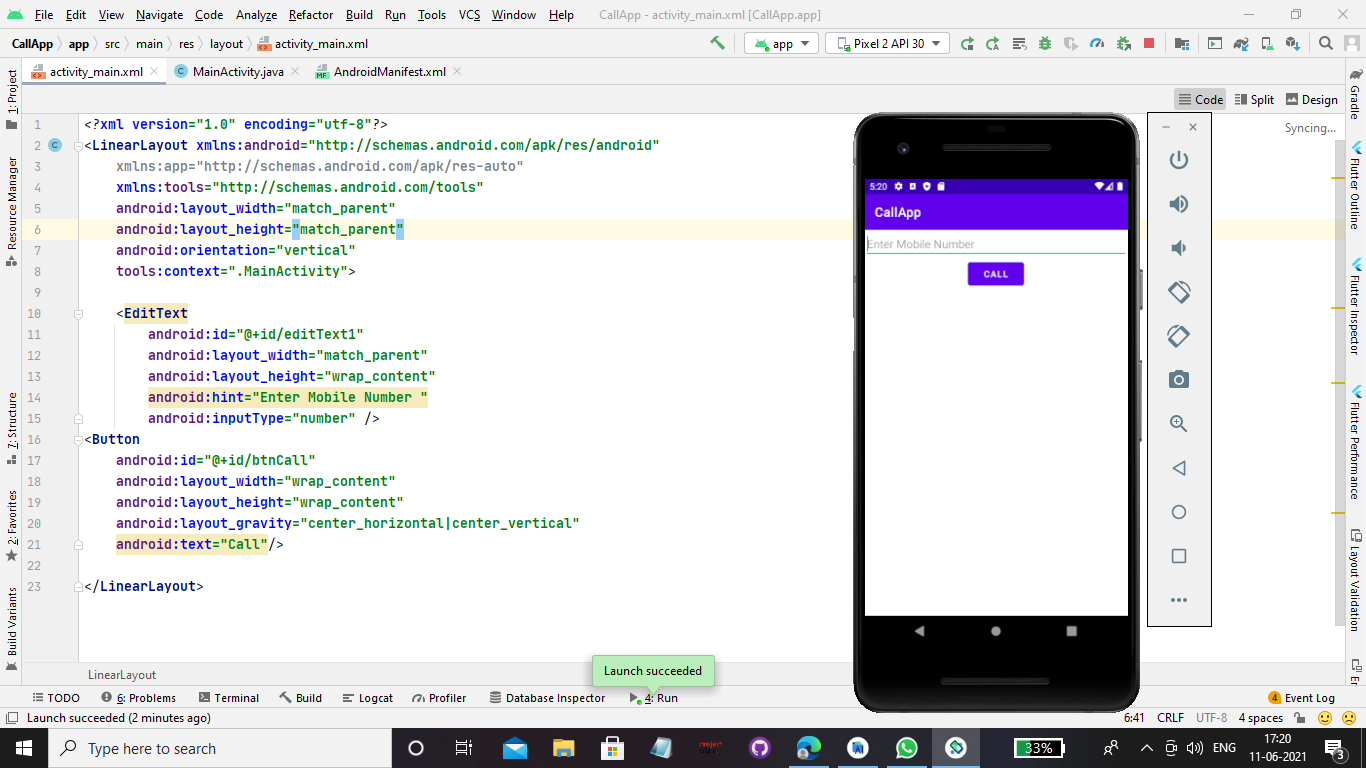 File Edit View Navigate Code Analyze Refactor Build Run Tools VCS Window Help CallApp - activity_main.xml [CallApp.app]
CallApp app src main res layout activity_main.xml app Pixel 2 API 30
activity_main.xml MainActivity.java AndroidManifest.xml
Code Split Design
Syncing...
1 <?xml version="1.0" encoding="utf-8"?>
2 <LinearLayout xmlns:android="http://schemas.android.com/apk/res/android"
3 xmlns:app="http://schemas.android.com/apk/res-auto"
4 xmlns:tools="http://schemas.android.com/tools"
5 android:layout_width="match_parent"
6 android:layout_height="match_parent"
7 android:orientation="vertical"
8 tools:context=".MainActivity">
9
10 <EditText
11 android:id="@+id/editText1"
12 android:layout_width="match_parent"
13 android:layout_height="wrap_content"
14 android:hint="Enter Mobile Number "
15 android:inputType="number" />
16 <Button
17 android:id="@+id/btnCall"
18 android:layout_width="wrap_content"
19 android:layout_height="wrap_content"
20 android:layout_gravity="center_horizontal|center_vertical"
21 android:text="Call"/>
22
23 </LinearLayout>
1: Project
Resource Manager
7: Structure
2: Favorites
Build Variants
5:20
CallApp
Enter Mobile Number
CALL
Gradle
Flutter Outline
Flutter Inspector
Flutter Performance
Layout Validation
LinearLayout
Launch succeeded
TODO 6: Problems Terminal Build Logcat Profiler Database Inspector 4: Run 4 Event Log
Launch succeeded (2 minutes ago) 6:41 CRLF UTF-8 4 spaces
Type here to search 33% ENG 17:20
11-06-2021 3